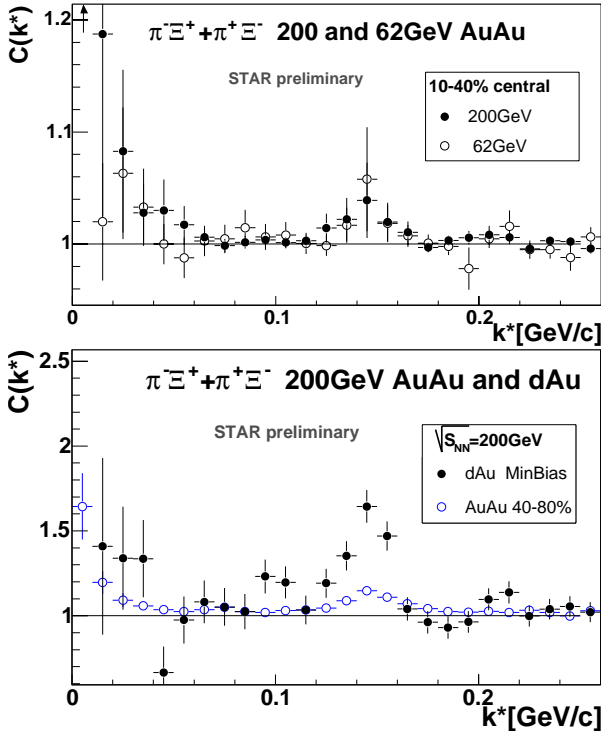 π⁻Ξ⁺+π⁺Ξ⁻ 200 and 62GeV AuAu
STAR preliminary
10-40% central
200GeV
62GeV
C(k*)
1.2
1.1
1
0
0.1
0.2
k*[GeV/c]
π⁻Ξ⁺+π⁺Ξ⁻ 200GeV AuAu and dAu
STAR preliminary
√S_NN=200GeV
dAu MinBias
AuAu 40-80%
C(k*)
2.5
2
1.5
1
0
0.1
0.2
k*[GeV/c]